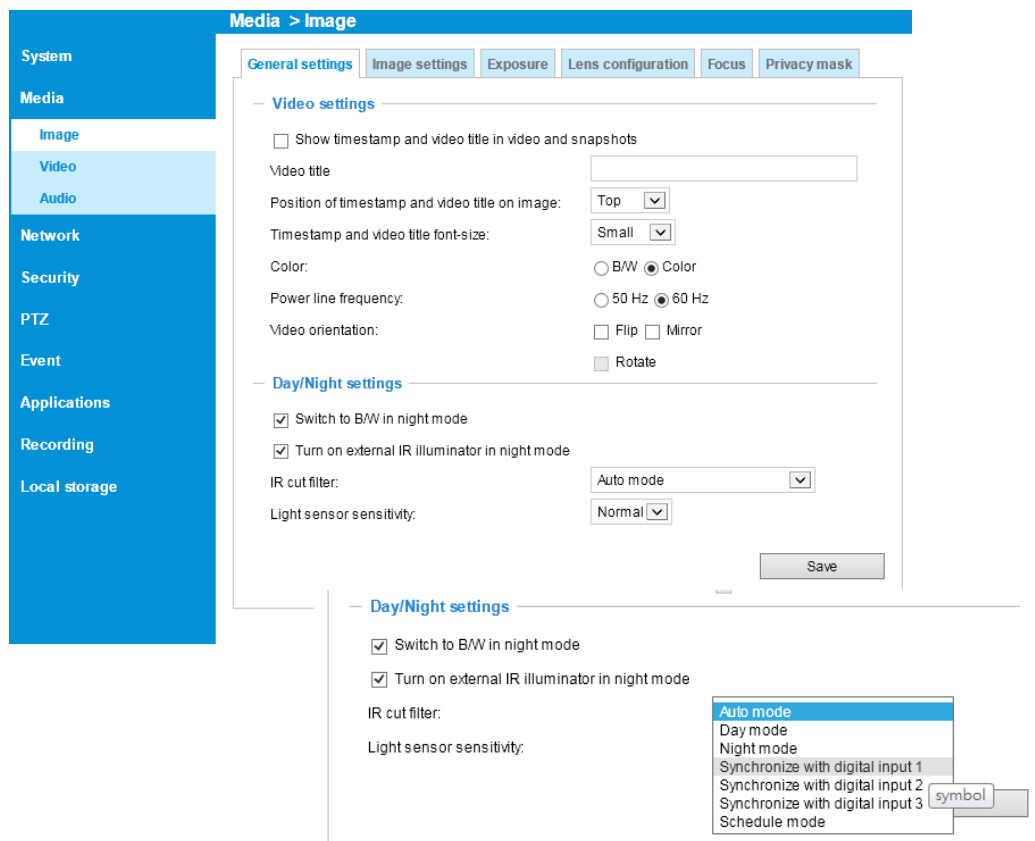 Media > Image
System
Media
Image
Video
Audio
Network
Security
PTZ
Event
Applications
Recording
Local storage
General settings Image settings Exposure Lens configuration Focus Privacy mask
Video settings
Show timestamp and video title in video and snapshots
Video title
Position of timestamp and video title on image: Top
Timestamp and video title font-size: Small
Color: B/W Color
Power line frequency: 50 Hz 60 Hz
Video orientation: Flip Mirror
Rotate
Day/Night settings
Switch to B/W in night mode
Turn on external IR illuminator in night mode
IR cut filter: Auto mode
Light sensor sensitivity: Normal
Save
Day/Night settings
Switch to B/W in night mode
Turn on external IR illuminator in night mode
IR cut filter:
Light sensor sensitivity:
Auto mode
Day mode
Night mode
Synchronize with digital input 1
Synchronize with digital input 2
Synchronize with digital input 3
Schedule mode
symbol